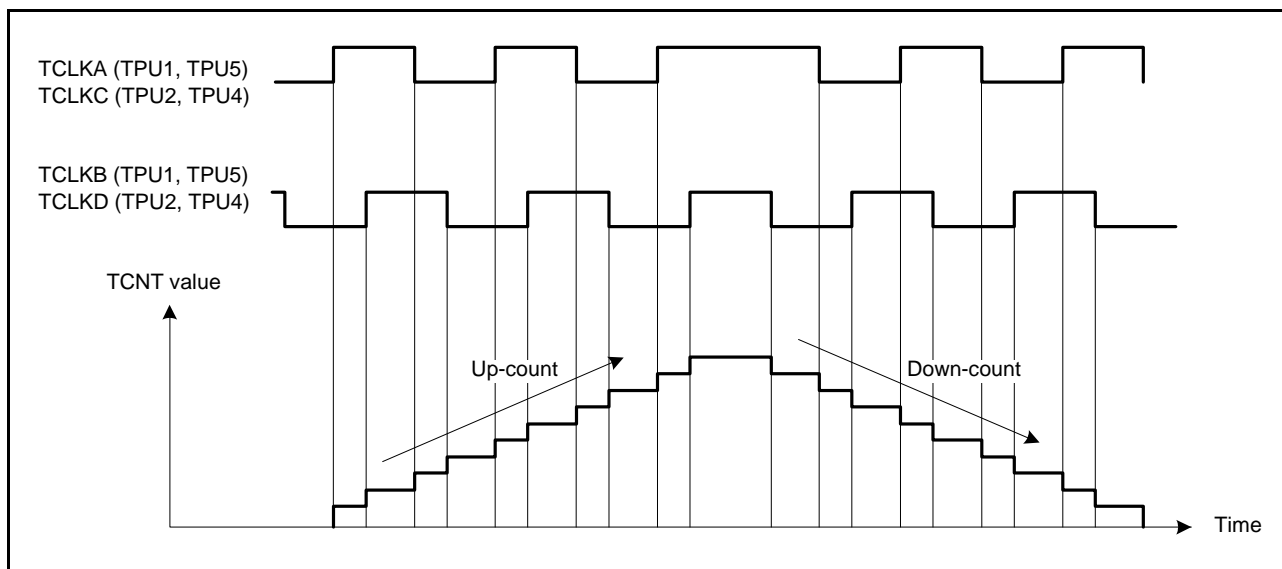 TCLKA (TPU1, TPU5)
TCLKC (TPU2, TPU4)
TCLKB (TPU1, TPU5)
TCLKD (TPU2, TPU4)
TCNT value
Up-count
Down-count
Time